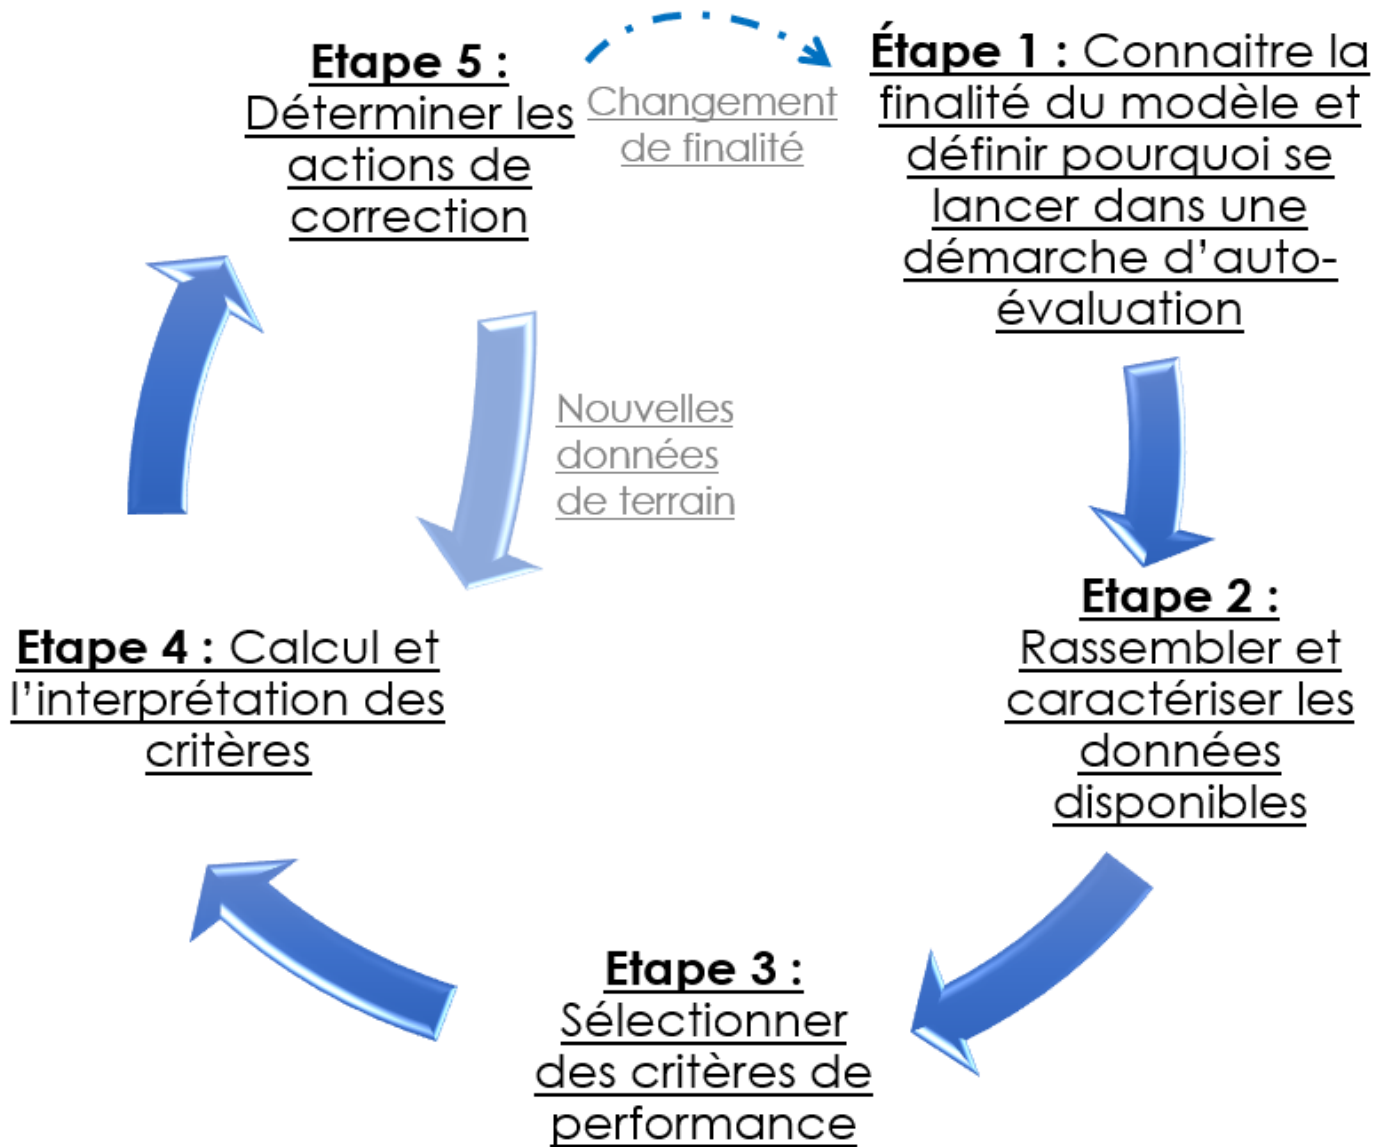 Etape 5 :
Déterminer les
actions de
correction
Changement
de finalité
Étape 1 : Connaitre la
finalité du modèle et
définir pourquoi se
lancer dans une
démarche d’auto-
évaluation
Nouvelles
données
de terrain
Etape 2 :
Rassembler et
caractériser les
données
disponibles
Etape 3 :
Sélectionner
des critères de
performance
Etape 4 : Calcul et
l’interprétation des
critères